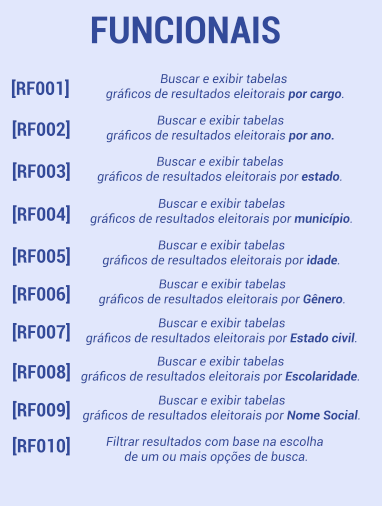 FUNCIONAIS
[RF001] Buscar e exibir tabelas
gráficos de resultados eleitorais por cargo.
[RF002] Buscar e exibir tabelas
gráficos de resultados eleitorais por ano.
[RF003] Buscar e exibir tabelas
gráficos de resultados eleitorais por estado.
[RF004] Buscar e exibir tabelas
gráficos de resultados eleitorais por município.
[RF005] Buscar e exibir tabelas
gráficos de resultados eleitorais por idade.
[RF006] Buscar e exibir tabelas
gráficos de resultados eleitorais por Gênero.
[RF007] Buscar e exibir tabelas
gráficos de resultados eleitorais por Estado civil.
[RF008] Buscar e exibir tabelas
gráficos de resultados eleitorais por Escolaridade.
[RF009] Buscar e exibir tabelas
gráficos de resultados eleitorais por Nome Social.
[RF010] Filtrar resultados com base na escolha
de um ou mais opções de busca.